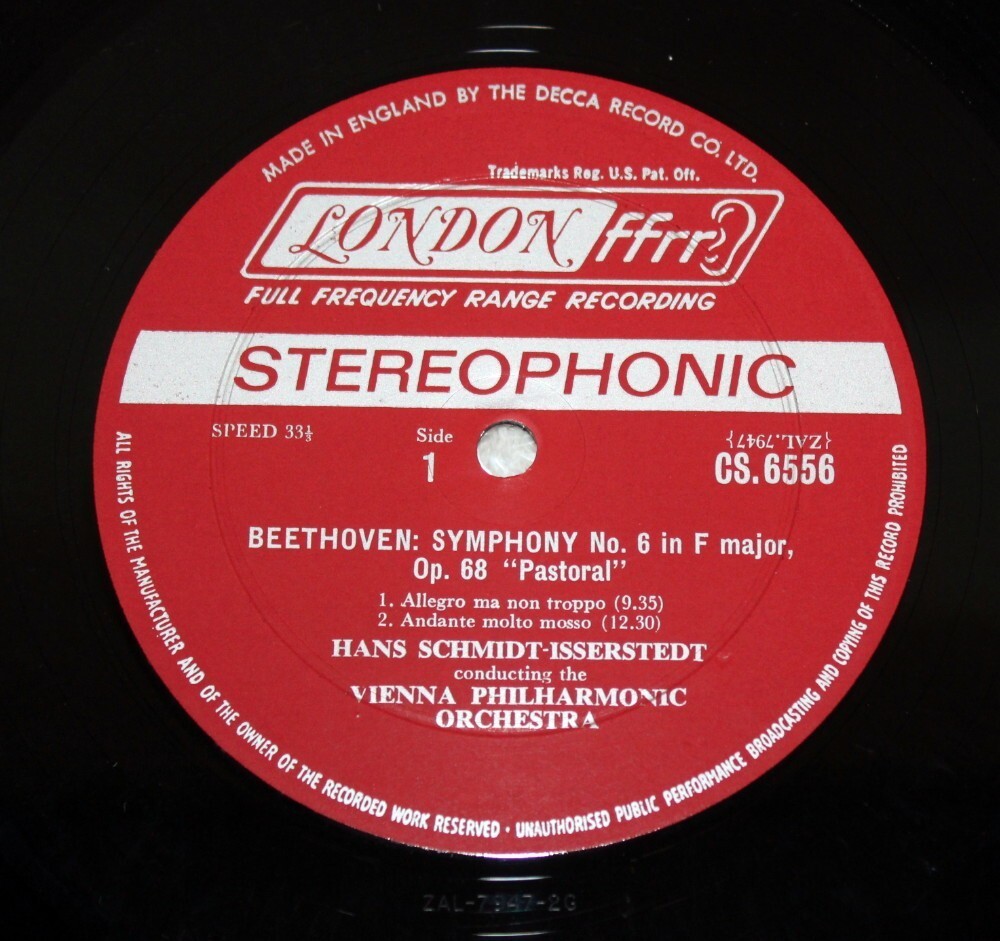 MADE IN ENGLAND BY THE DECCA RECORD CO. LTD.
Trademarks Reg. U.S. Pat. Off.
LONDON ffrr
FULL FREQUENCY RANGE RECORDING
STEREOPHONIC
SPEED 33⅓
Side
1
{ZAL.7947}
CS.6556
BEETHOVEN: SYMPHONY No. 6 in F major,
Op. 68 "Pastoral"
1. Allegro ma non troppo (9.35)
2. Andante molto mosso (12.30)
HANS SCHMIDT-ISSERSTEDT
conducting the
VIENNA PHILHARMONIC
ORCHESTRA
ALL RIGHTS OF THE MANUFACTURER AND OF THE OWNER OF THE RECORDED WORK RESERVED · UNAUTHORISED PUBLIC PERFORMANCE BROADCASTING AND COPYING OF THIS RECORD PROHIBITED
ZAL-7947-2G